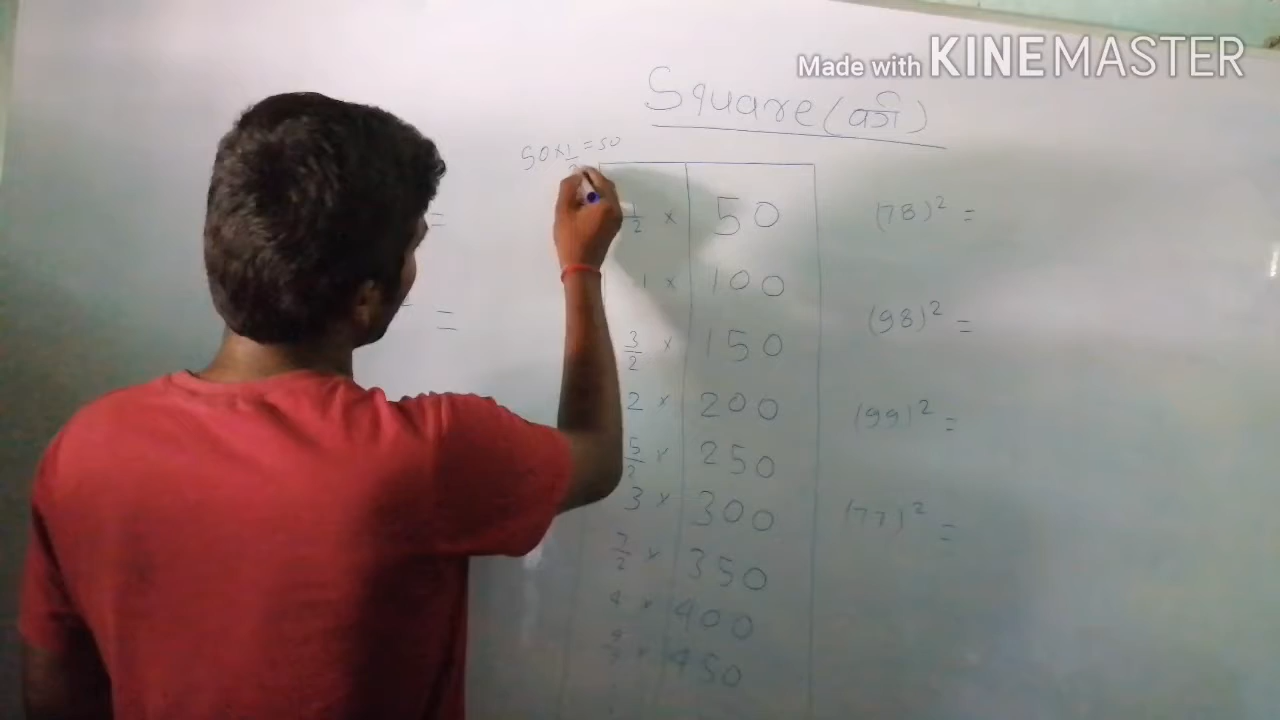 Made with KINEMASTER
Square (वर्ग)
50 × 1/2 = 50
=
=
1/2 × 50
1 × 100
3/2 × 150
2 × 200
5/2 × 250
3 × 300
7/2 × 350
4 × 400
9/2 × 450
(78)² =
(98)² =
(99)² =
(77)² =